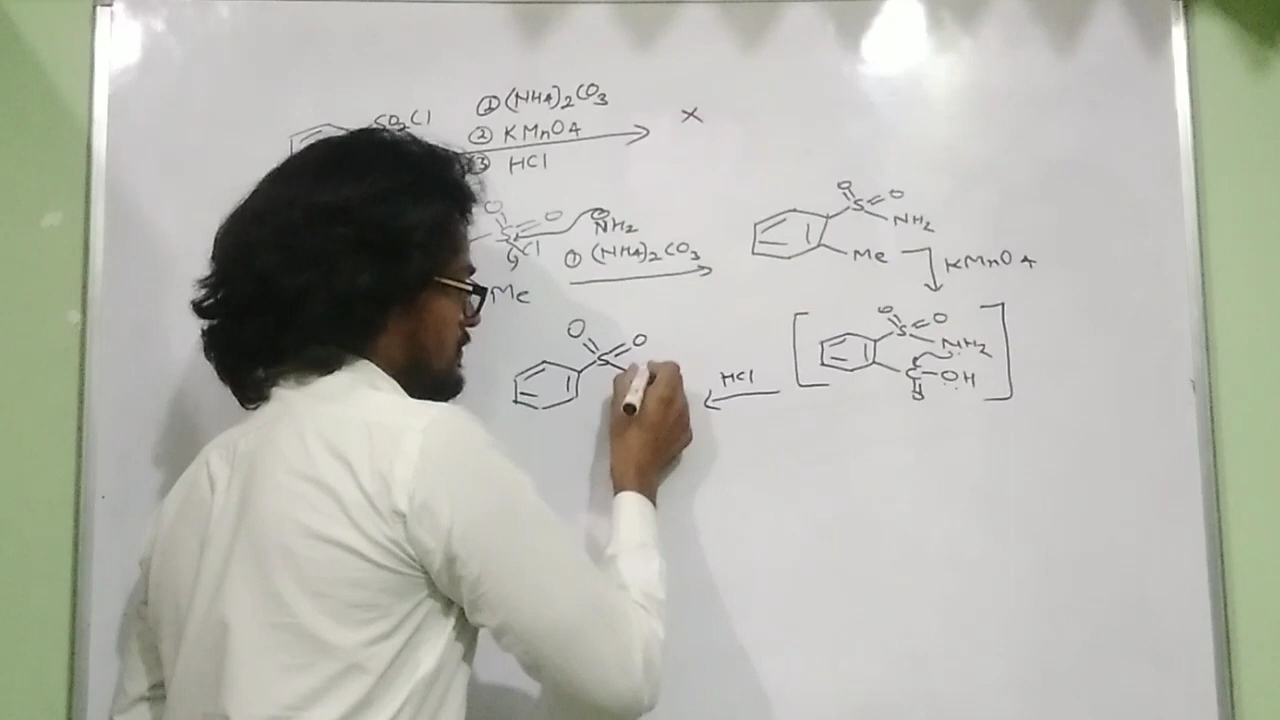 SO2Cl
① (NH4)2CO3
② KMnO4
③ HCl
X
O O NH2
S Cl
Me
① (NH4)2CO3
O O
S NH2
Me
KMnO4
O O
S NH2
C OH
O
HCl
O O
S